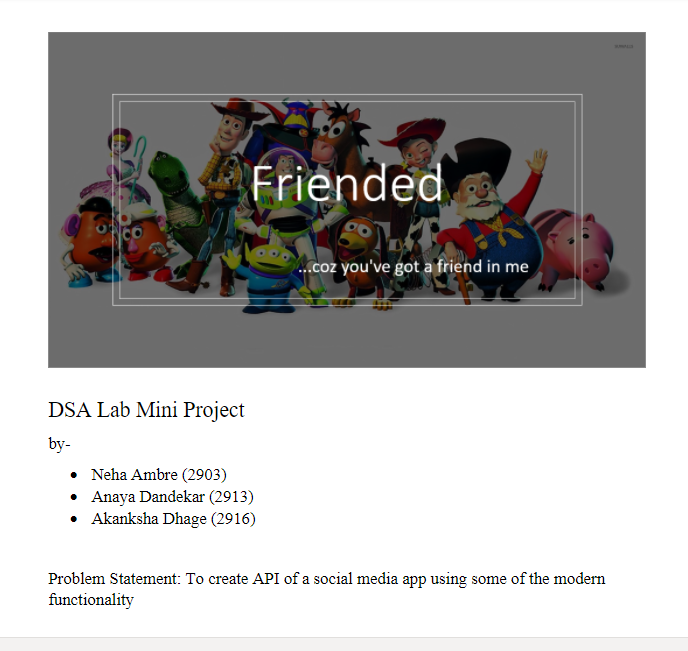 Friended
...coz you've got a friend in me
DSA Lab Mini Project
by-
• Neha Ambre (2903)
• Anaya Dandekar (2913)
• Akanksha Dhage (2916)
Problem Statement: To create API of a social media app using some of the modern
functionality